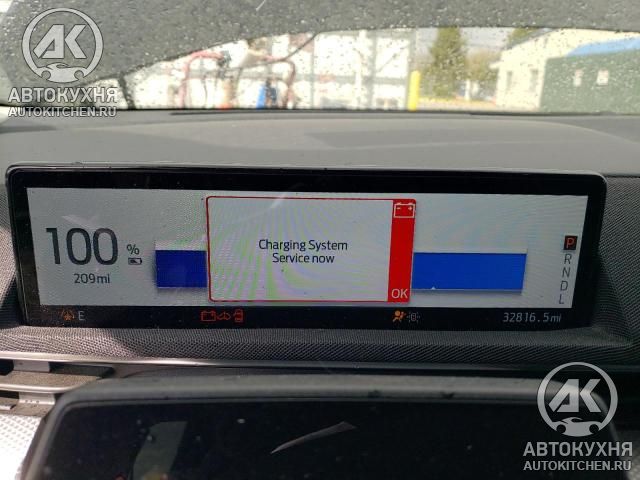 АК
АВТОКУХНЯ
AUTOKITCHEN.RU
100 %
209mi
Charging System
Service now
OK
P
R
N
D
L
E
32816.5mi
АК
АВТОКУХНЯ
AUTOKITCHEN.RU